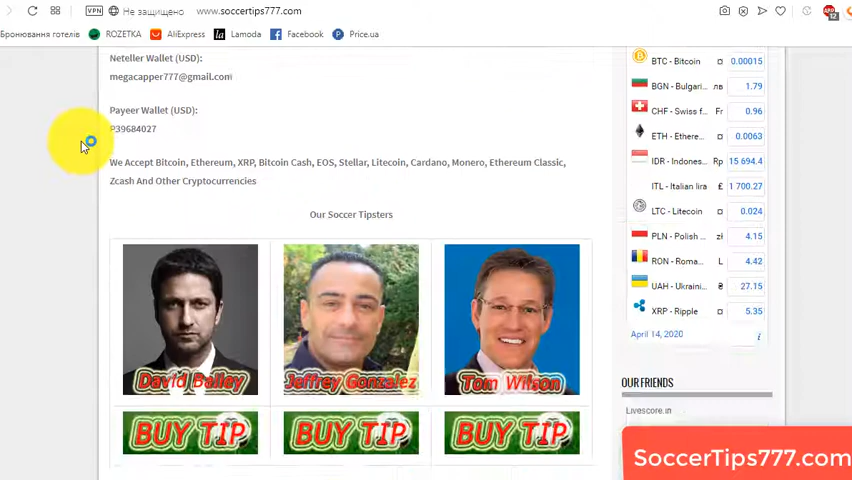 VPN Не защищено www.soccertips777.com
Бронювання готелів ROZETKA AliExpress Lamoda Facebook Price.ua
Neteller Wallet (USD):
megacapper777@gmail.com
Payeer Wallet (USD):
P39684027
We Accept Bitcoin, Ethereum, XRP, Bitcoin Cash, EOS, Stellar, Litecoin, Cardano, Monero, Ethereum Classic,
Zcash And Other Cryptocurrencies
Our Soccer Tipsters
David Bailey Jeffrey Gonzalez Tom Wilson
BUY TIP BUY TIP BUY TIP
BTC - Bitcoin ¤ 0.00015
BGN - Bulgari... лв 1.79
CHF - Swiss f... Fr 0.96
ETH - Ethere... ¤ 0.0063
IDR - Indones... Rp 15 694.4
ITL - Italian lira £ 1 700.27
LTC - Litecoin ¤ 0.024
PLN - Polish ... zł 4.15
RON - Roma... L 4.42
UAH - Ukraini... ₴ 27.15
XRP - Ripple ¤ 5.35
April 14, 2020
OUR FRIENDS
Livescore.in
SoccerTips777.com